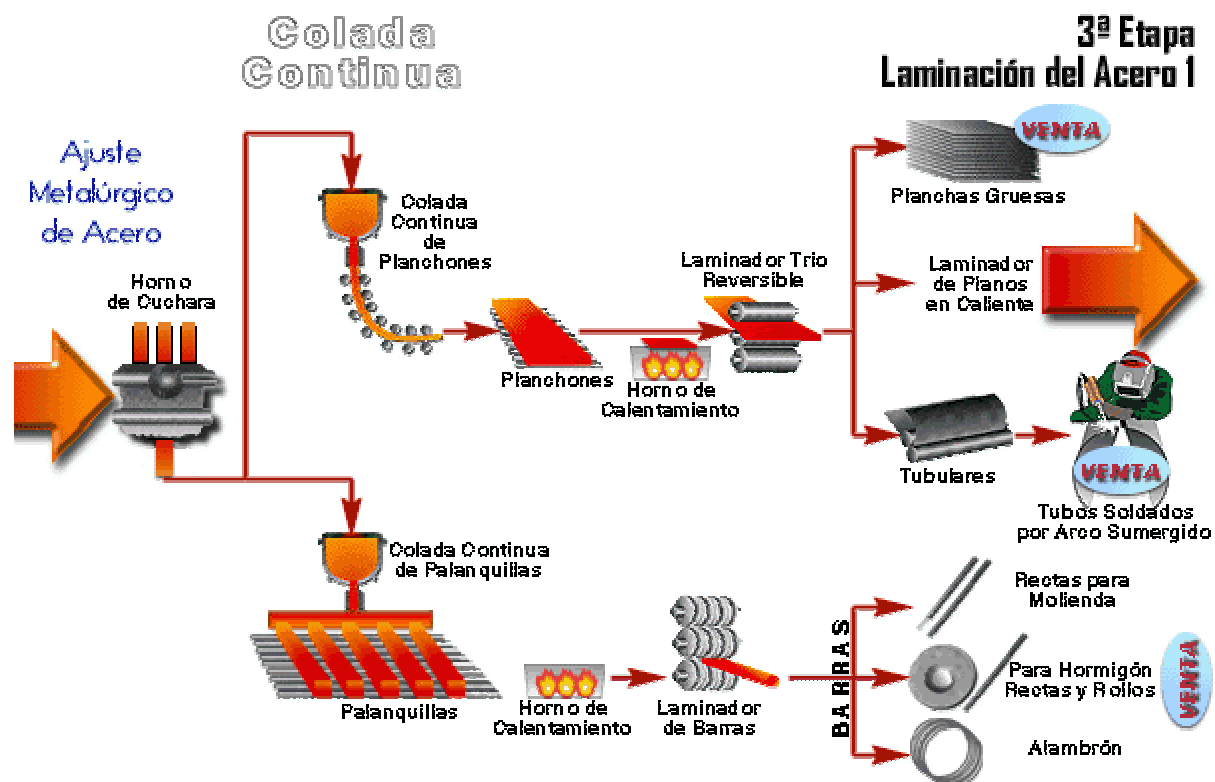 Colada
Continua
3ª Etapa
Laminación del Acero 1
Ajuste
Metalúrgico
de Acero
Horno
de Cuchara
Colada
Continua
de
Planchones
Planchones
Horno de
Calentamiento
Laminador Trio
Reversible
VENTA
Planchas Gruesas
Laminador
de Planos
en Caliente
Tubulares
VENTA
Tubos Soldados
por Arco Sumergido
Colada Continua
de Palanquillas
Palanquillas
Horno de
Calentamiento
Laminador
de Barras
BARRAS
Rectas para
Molienda
Para Hormigón
Rectas y Rollos
VENTA
Alambrón